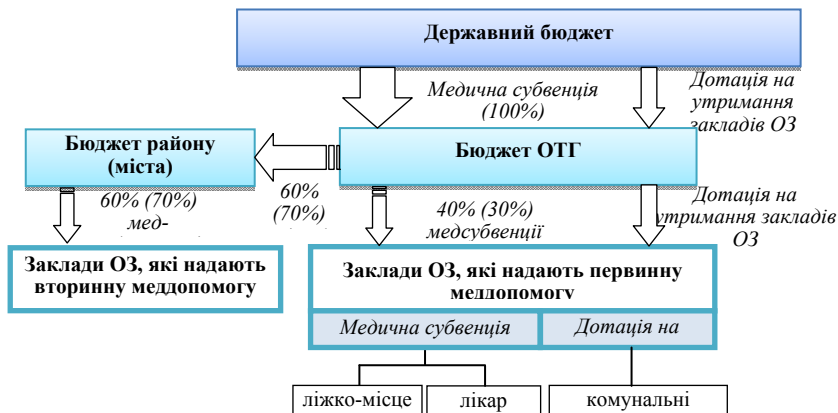 Державний бюджет
Медична субвенція
(100%)
Дотація на
утримання
закладів ОЗ
Бюджет району
(міста)
Бюджет ОТГ
60%
(70%)
60% (70%)
мед-
40% (30%)
медсубвенції
Дотація на
утримання закладів
ОЗ
Заклади ОЗ, які надають
вторинну меддопомогу
Заклади ОЗ, які надають первинну
меддопомогу
Медична субвенція
Дотація на
ліжко-місце
лікар
комунальні